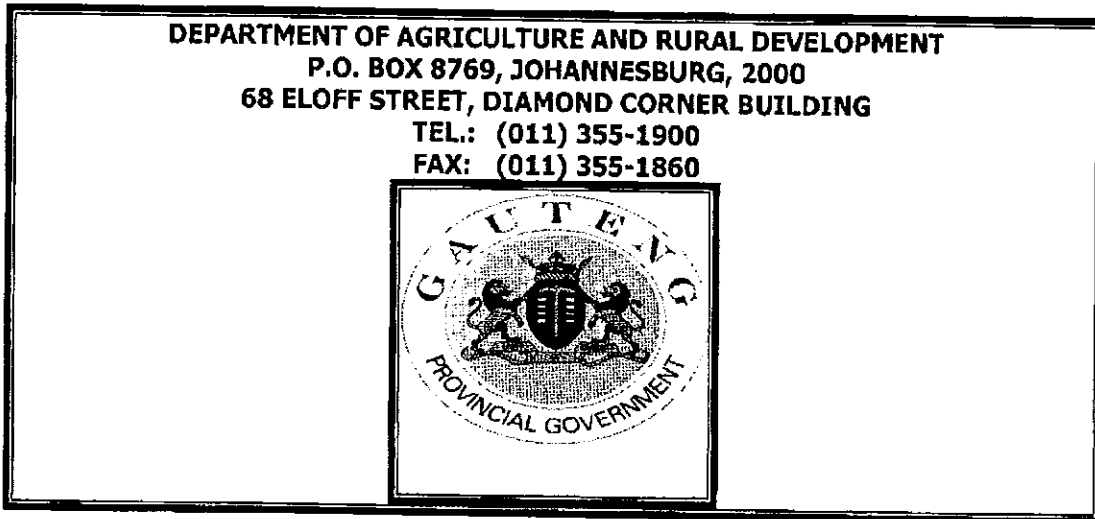 DEPARTMENT OF AGRICULTURE AND RURAL DEVELOPMENT
P.O. BOX 8769, JOHANNESBURG, 2000
68 ELOFF STREET, DIAMOND CORNER BUILDING
TEL.: (011) 355-1900
FAX: (011) 355-1860
GAUTENG
PROVINCIAL GOVERNMENT